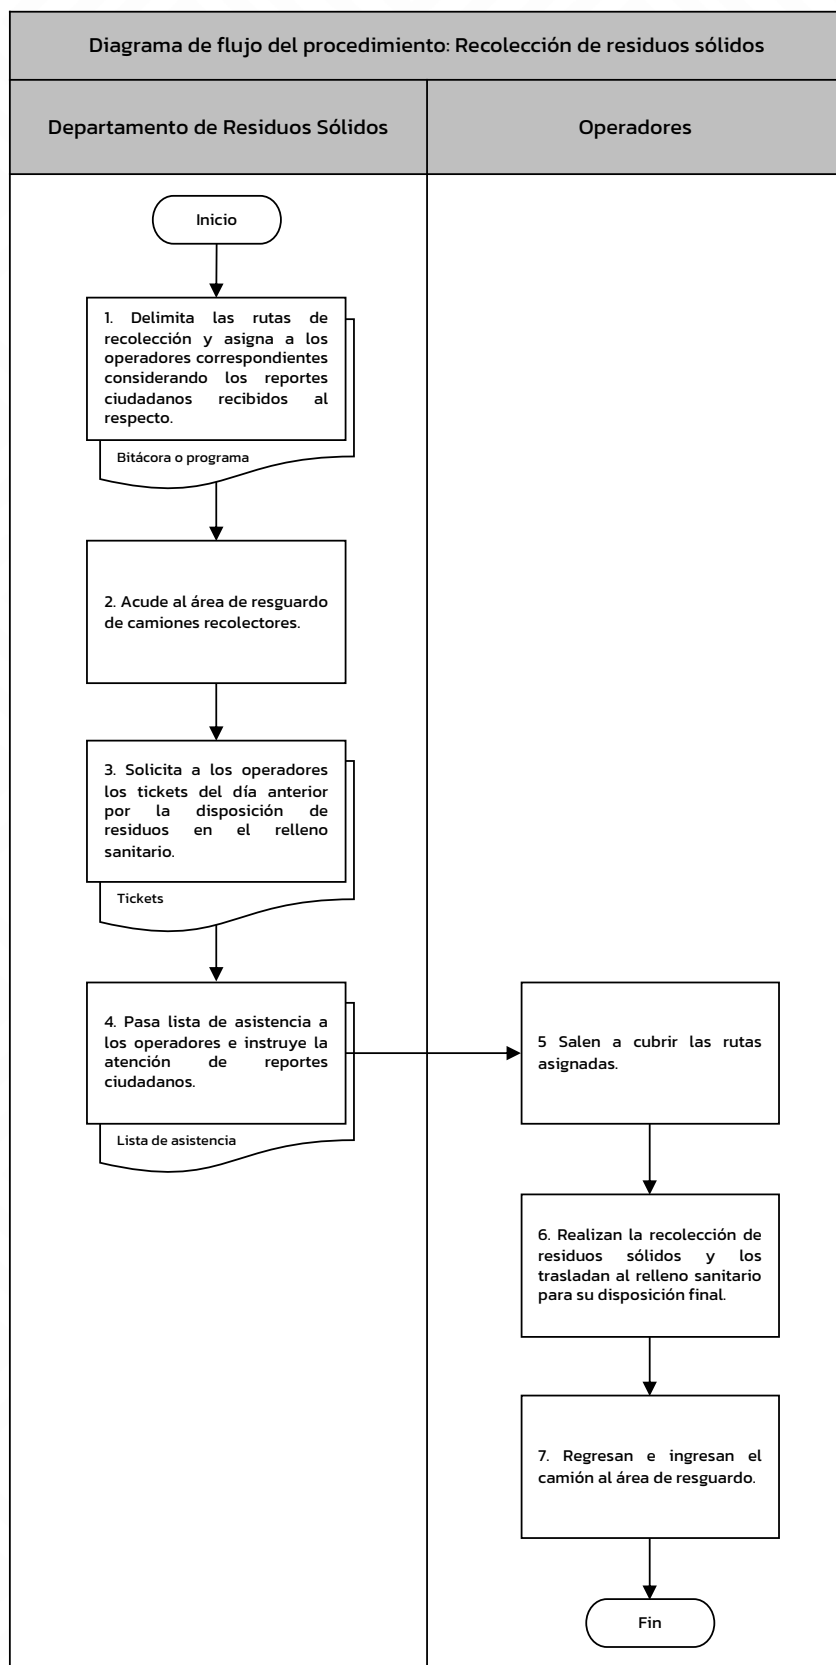 Diagrama de flujo del procedimiento: Recolección de residuos sólidos
Departamento de Residuos Sólidos
Operadores
Inicio
1. Delimita las rutas de
recolección y asigna a los
operadores correspondientes
considerando los reportes
ciudadanos recibidos al
respecto.
Bitácora o programa
2. Acude al área de resguardo
de camiones recolectores.
3. Solicita a los operadores
los tickets del día anterior
por la disposición de
residuos en el relleno
sanitario.
Tickets
4. Pasa lista de asistencia a
los operadores e instruye la
atención de reportes
ciudadanos.
Lista de asistencia
5 Salen a cubrir las rutas
asignadas.
6. Realizan la recolección de
residuos sólidos y los
trasladan al relleno sanitario
para su disposición final.
7. Regresan e ingresan el
camión al área de resguardo.
Fin